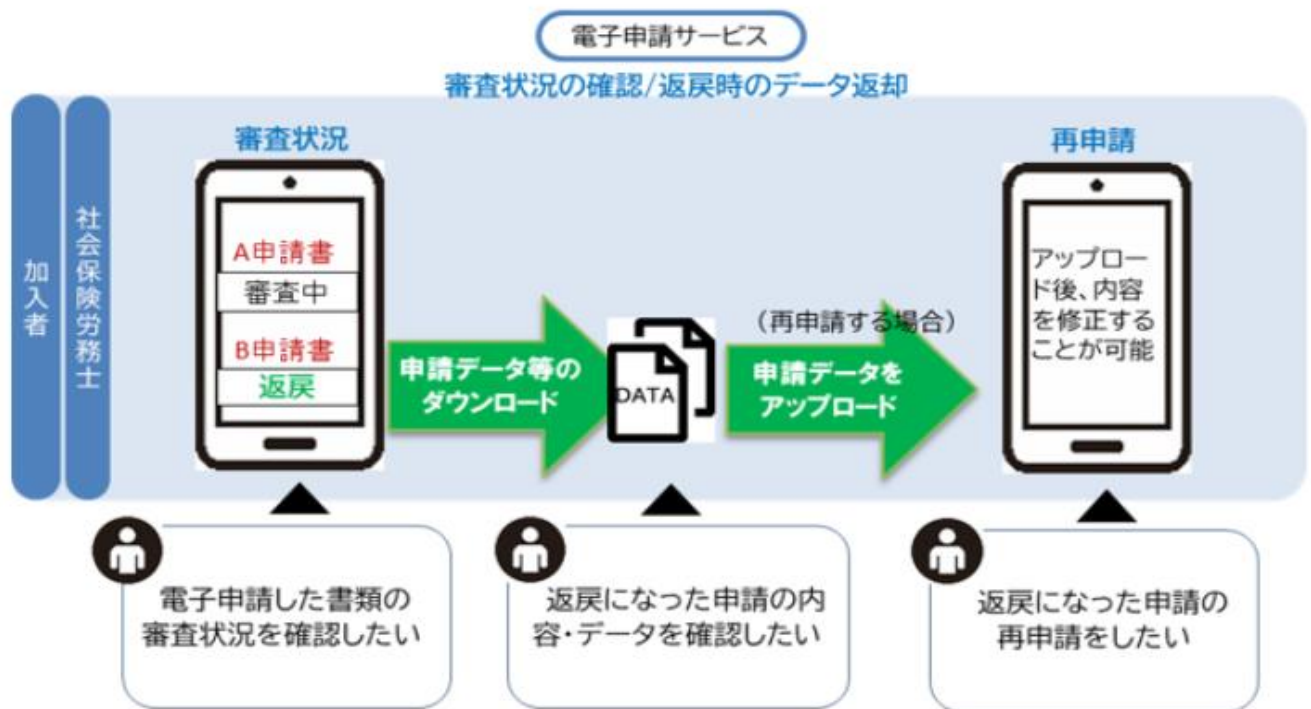 電子申請サービス
審査状況の確認/返戻時のデータ返却
加入者
社会保険労務士
審査状況
A申請書
審査中
B申請書
返戻
申請データ等の
ダウンロード
DATA
（再申請する場合）
申請データを
アップロード
再申請
アップロー
ド後、内容
を修正する
ことが可能
電子申請した書類の
審査状況を確認したい
返戻になった申請の内
容・データを確認したい
返戻になった申請の
再申請をしたい